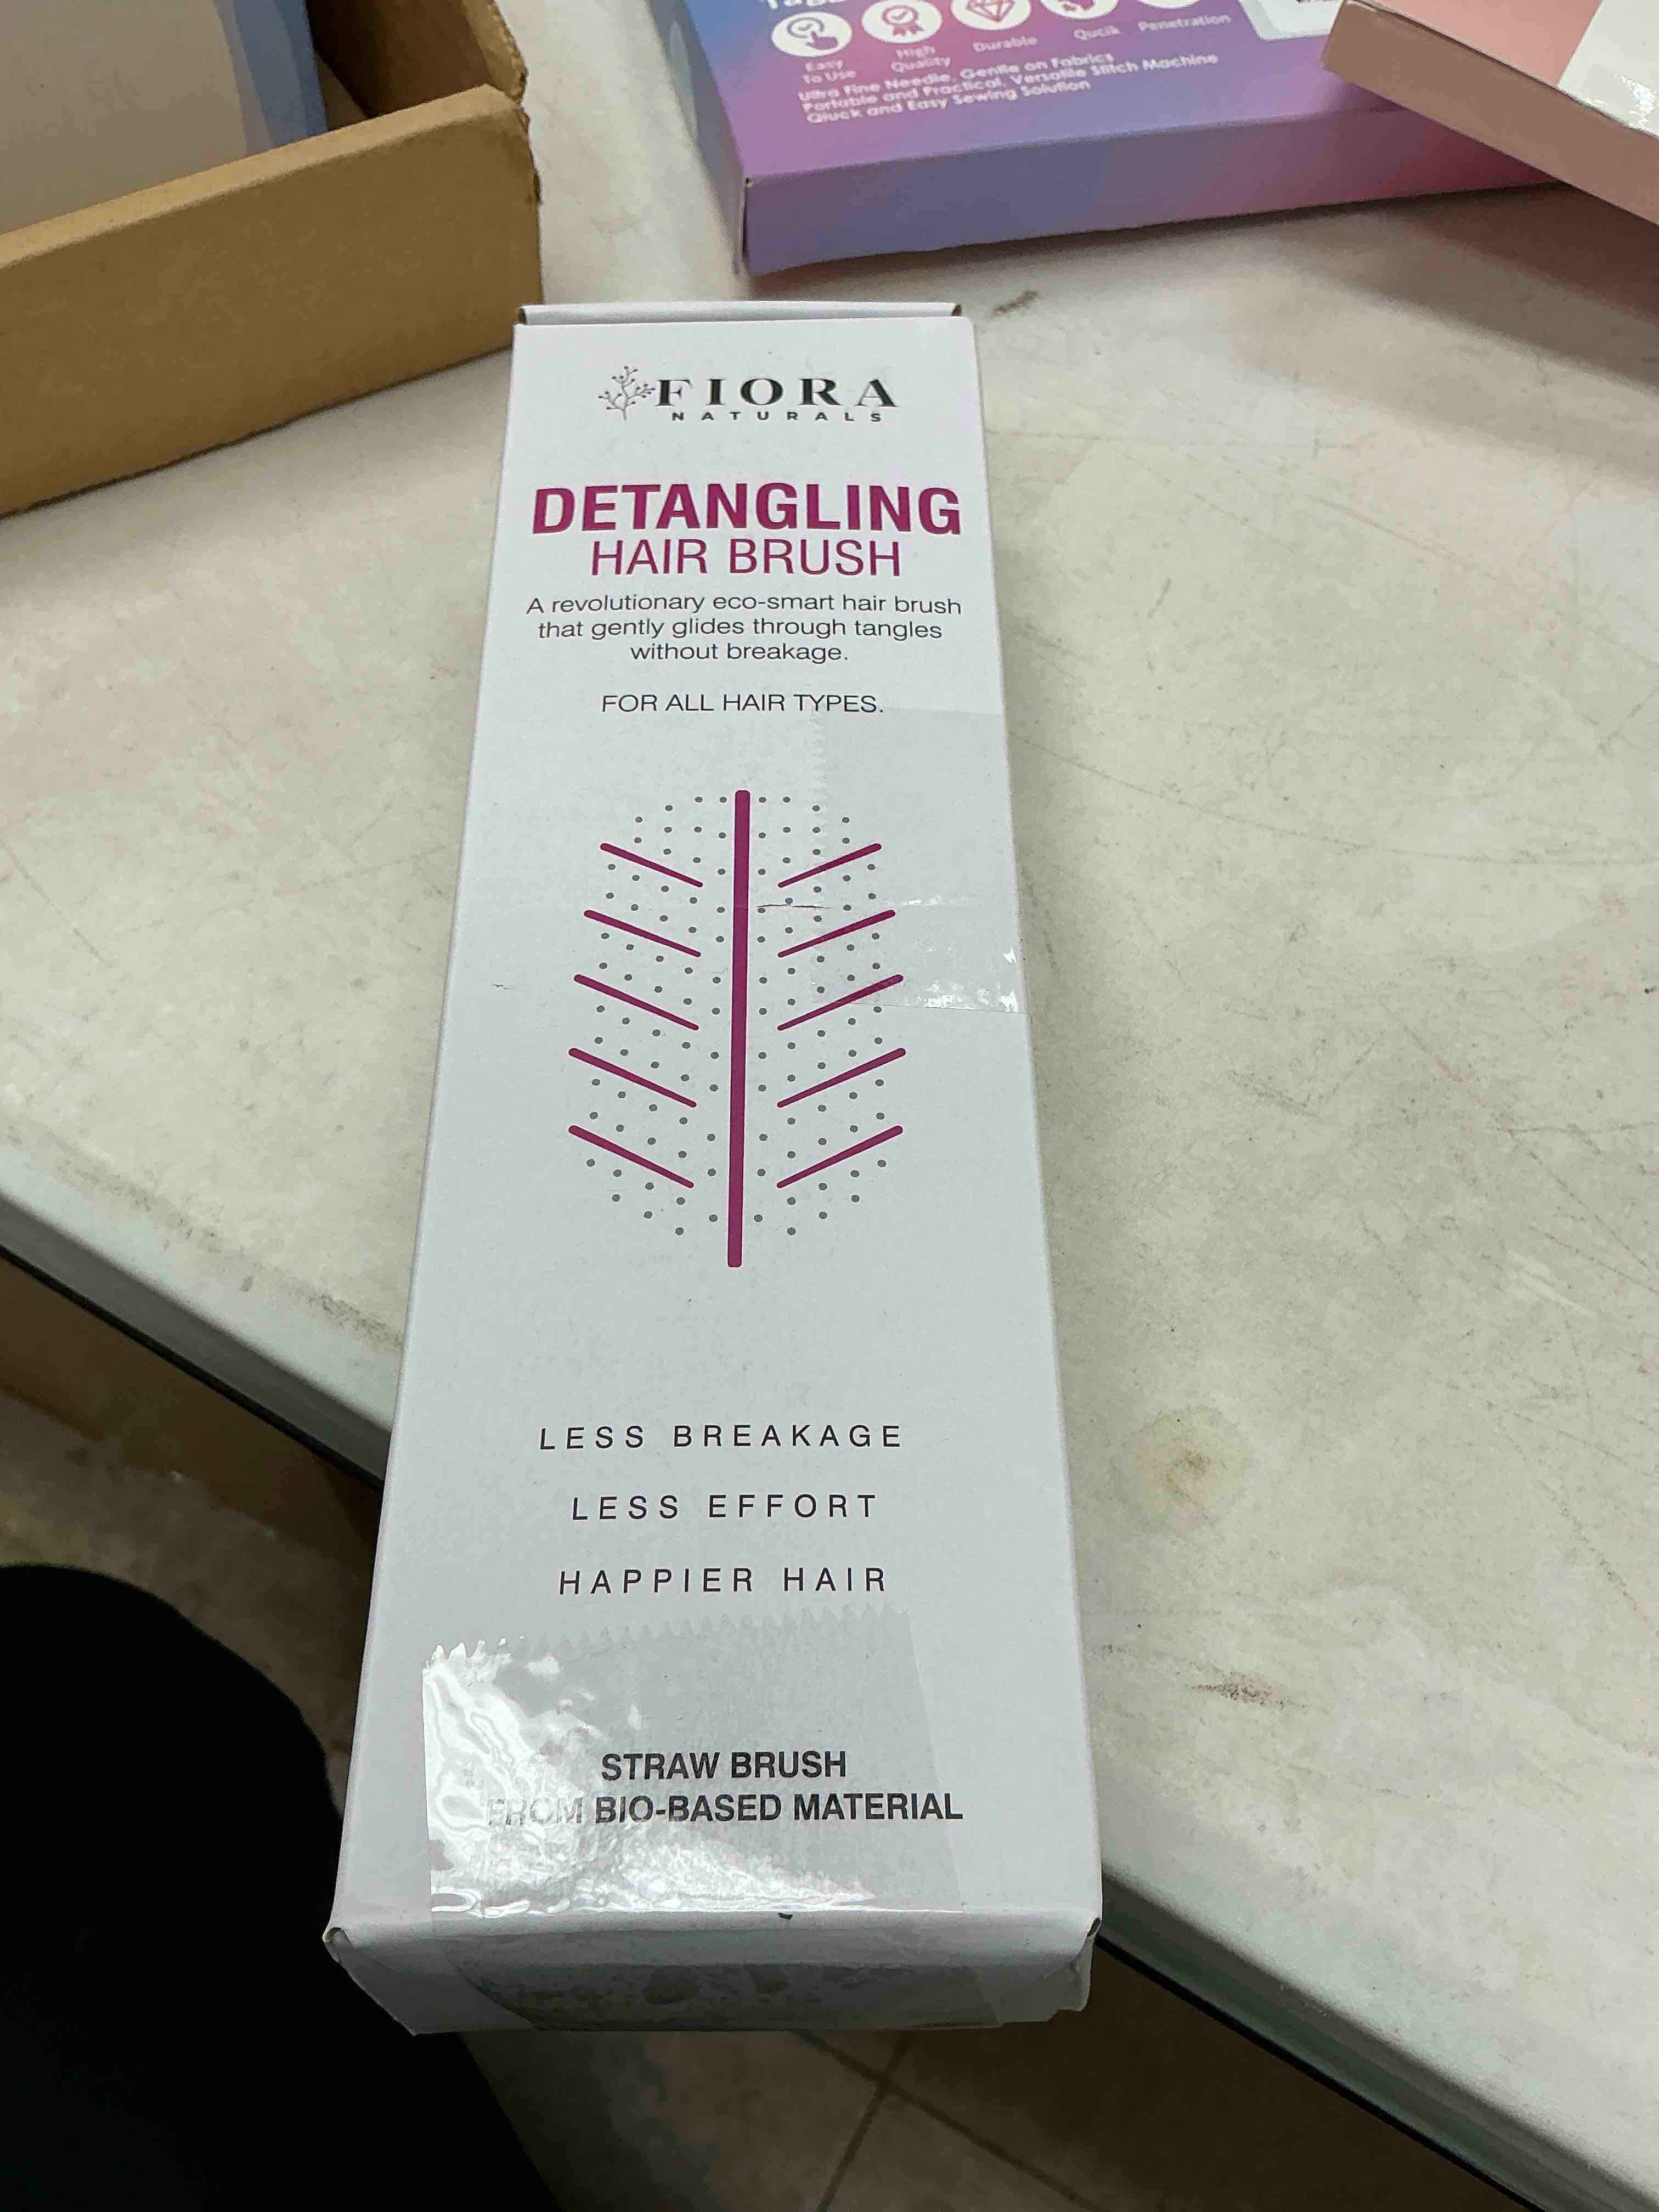 Easy
To Use
High
Quality
Durable
Qucik Penetration
Ultra Fine Needle, Gentle on Fabrics
Portable and Practical, Versatile Stitch Machine
Qiuck and Easy Sewing Solution
FIORA
NATURALS
DETANGLING
HAIR BRUSH
A revolutionary eco-smart hair brush
that gently glides through tangles
without breakage.
FOR ALL HAIR TYPES.
LESS BREAKAGE
LESS EFFORT
HAPPIER HAIR
STRAW BRUSH
FROM BIO-BASED MATERIAL